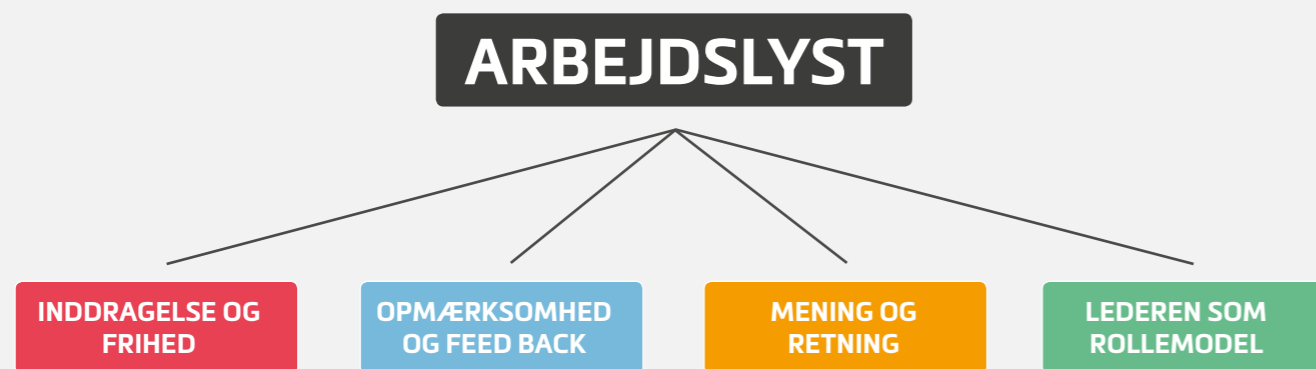 ARBEJDSLYST
INDDRAGELSE OG
FRIHED
OPMÆRKSOMHED
OG FEED BACK
MENING OG
RETNING
LEDEREN SOM
ROLLEMODEL